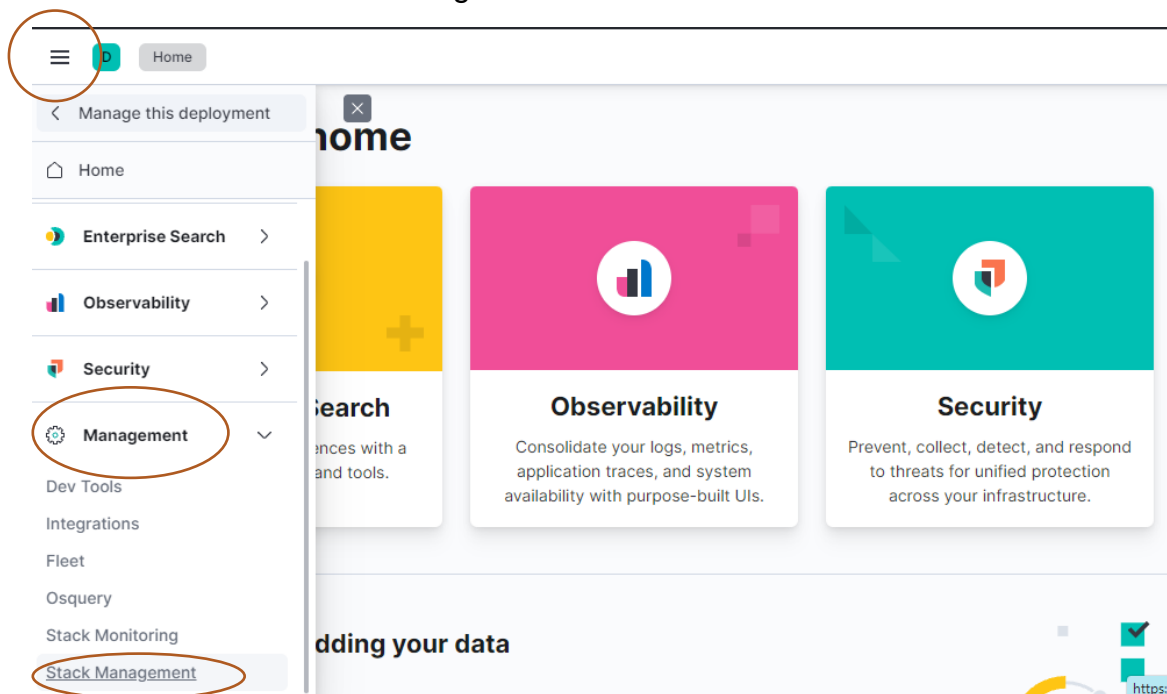 D Home
Manage this deployment
Home
Enterprise Search
Observability
Security
Management
Dev Tools
Integrations
Fleet
Osquery
Stack Monitoring
Stack Management
home
Search
ences with a
and tools.
Observability
Consolidate your logs, metrics,
application traces, and system
availability with purpose-built UIs.
Security
Prevent, collect, detect, and respond
to threats for unified protection
across your infrastructure.
dding your data
https: